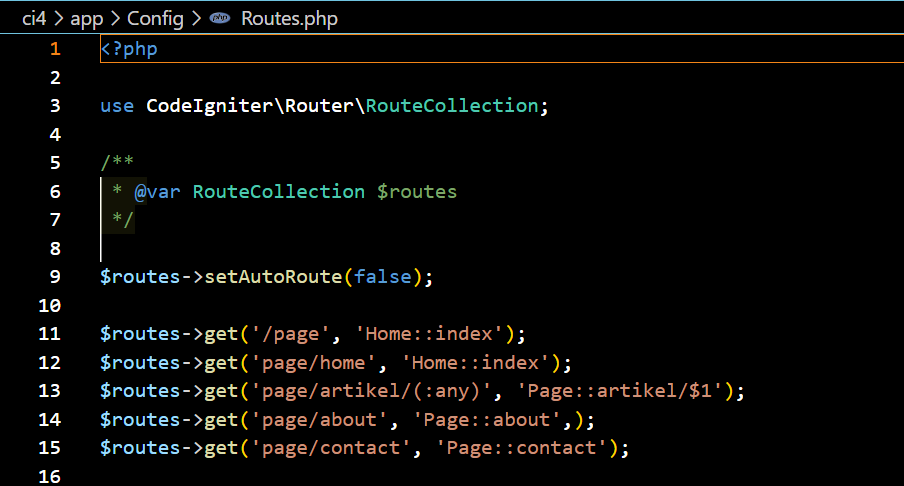 ci4 > app > Config > php Routes.php
1 <?php
2
3 use CodeIgniter\Router\RouteCollection;
4
5 /**
6  * @var RouteCollection $routes
7  */
8
9 $routes->setAutoRoute(false);
10
11 $routes->get('/page', 'Home::index');
12 $routes->get('page/home', 'Home::index');
13 $routes->get('page/artikel/(:any)', 'Page::artikel/$1');
14 $routes->get('page/about', 'Page::about',);
15 $routes->get('page/contact', 'Page::contact');
16